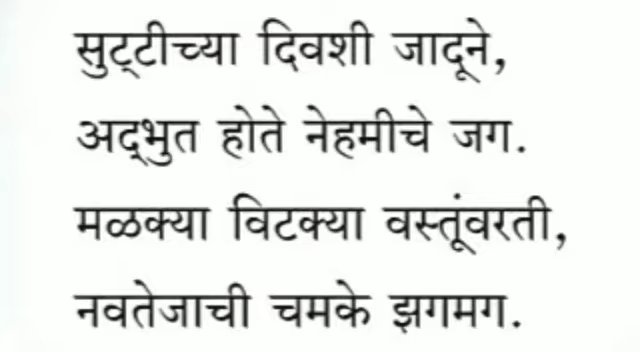 सुट्टीच्या दिवशी जादूने,
अद्भुत होते नेहमीचे जग.
मळक्या विटक्या वस्तूंवरती,
नवतेजाची चमके झगमग.